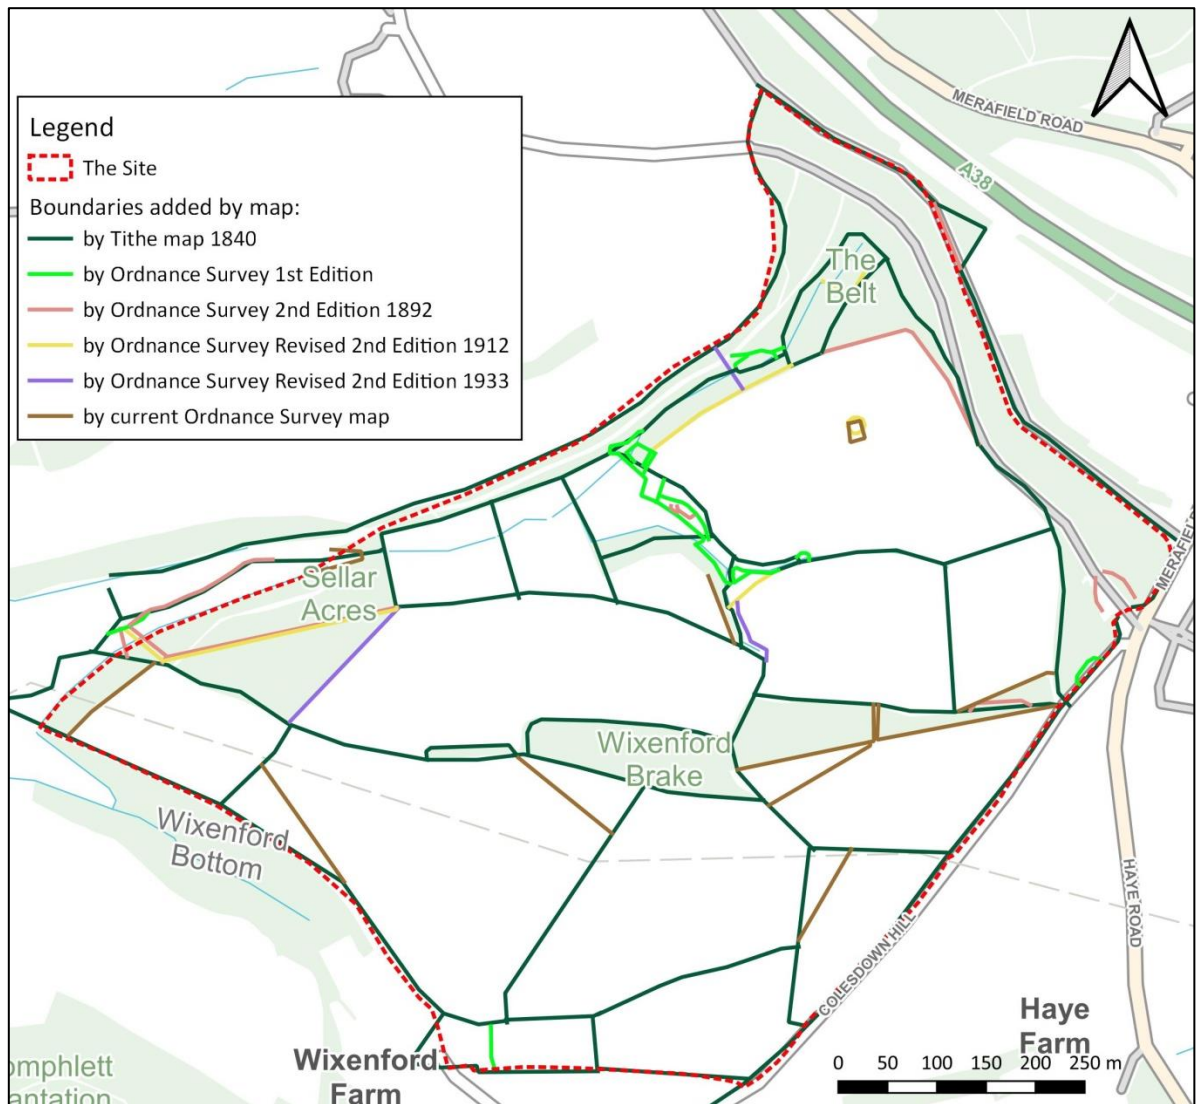 Legend
The Site
Boundaries added by map:
by Tithe map 1840
by Ordnance Survey 1st Edition
by Ordnance Survey 2nd Edition 1892
by Ordnance Survey Revised 2nd Edition 1912
by Ordnance Survey Revised 2nd Edition 1933
by current Ordnance Survey map
MERAFIELD ROAD
A38
The
Belt
Sellar
Acres
MERAFIELD
Wixenford
Brake
Wixenford
Bottom
HAYE ROAD
COLESDOWN HILL
Haye
Farm
Wixenford
Farm
omphlett
antation
0 50 100 150 200 250 m